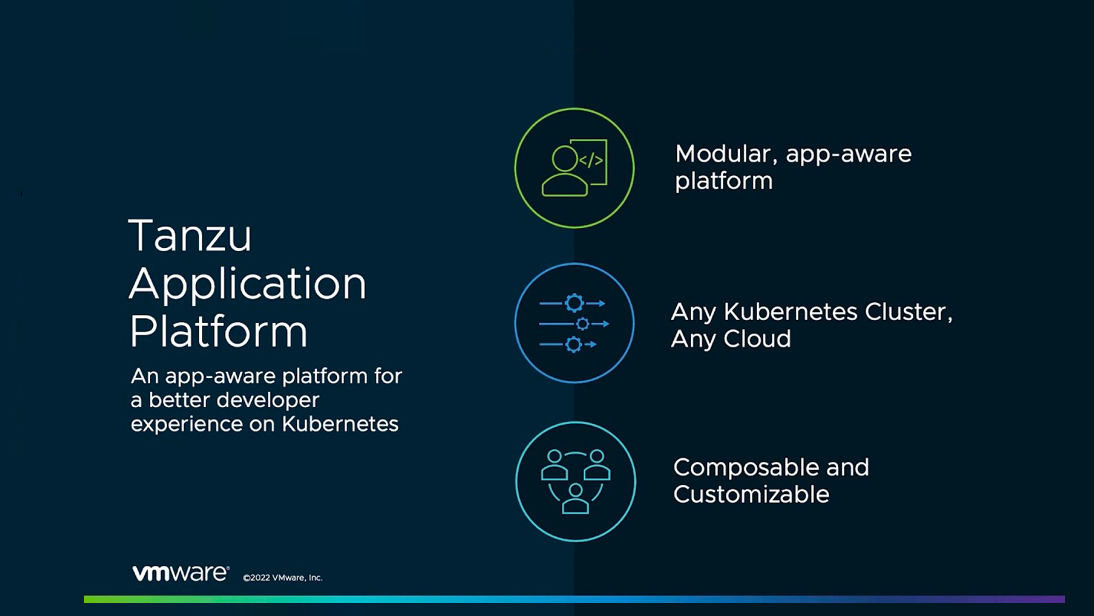 Tanzu
Application
Platform
An app-aware platform for
a better developer
experience on Kubernetes
</>
Modular, app-aware
platform
Any Kubernetes Cluster,
Any Cloud
Composable and
Customizable
vmware®
©2022 VMware, Inc.